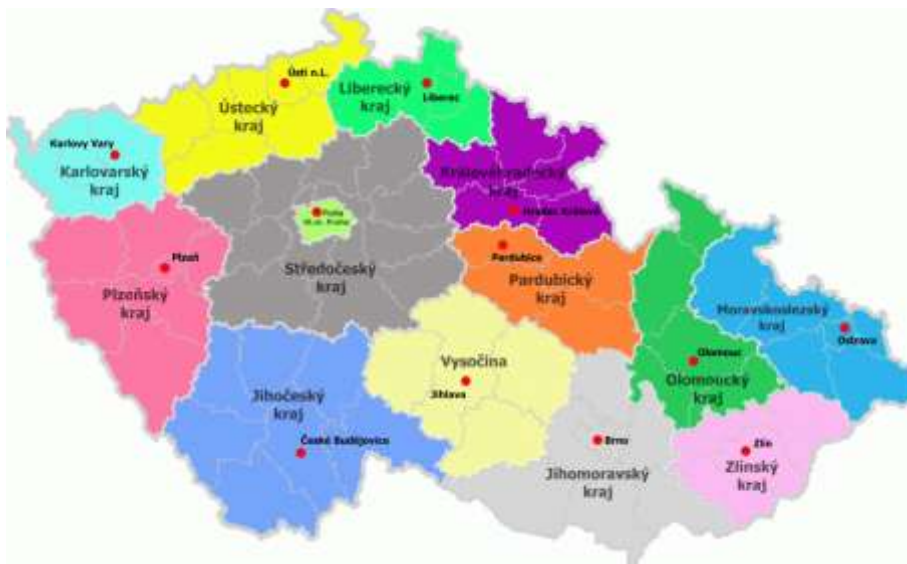 Ústí n.L.
Ústecký
kraj
Liberecký
kraj
Liberec
Karlovy Vary
Karlovarský
kraj
Královéhradecký
kraj
Hradec Králové
Praha
Hl.m. Praha
Středočeský
kraj
Plzeň
Plzeňský
kraj
Pardubice
Pardubický
kraj
Moravskoslezský
kraj
Ostrava
Olomouc
Olomoucký
kraj
Vysočina
Jihlava
Jihočeský
kraj
České Budějovice
Brno
Jihomoravský
kraj
Zlín
Zlínský
kraj